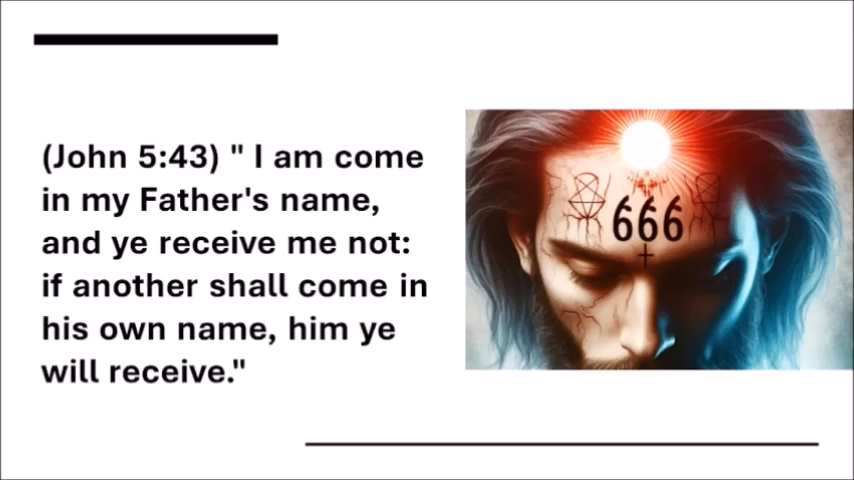 (John 5:43) " I am come
in my Father's name,
and ye receive me not:
if another shall come in
his own name, him ye
will receive."
666